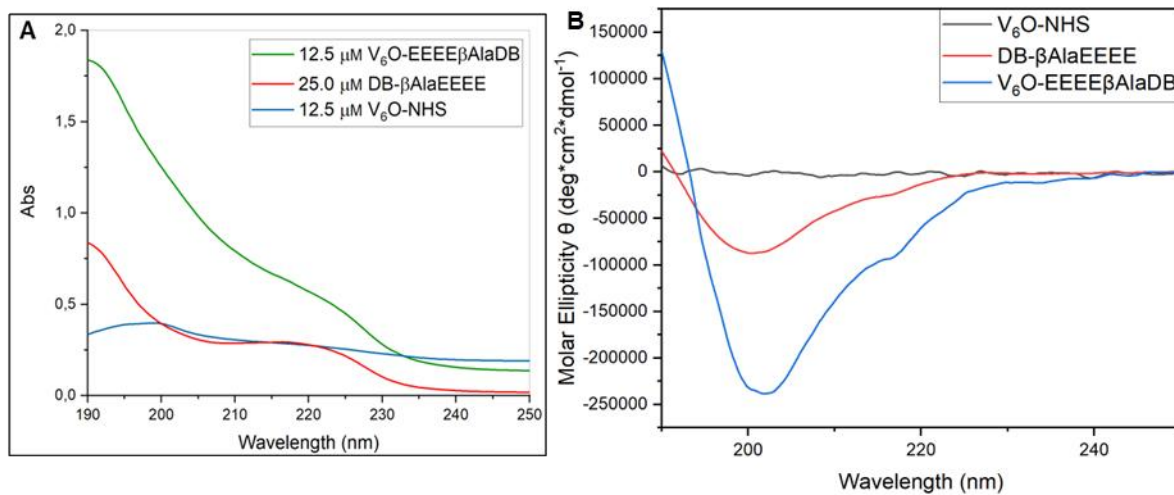 A
2,0
1,5
1,0
0,5
0,0
Abs
12.5 μM V₆O-EEEEβAlaDB
25.0 μM DB-βAlaEEEE
12.5 μM V₆O-NHS
190 200 210 220 230 240 250
Wavelength (nm)
B
150000
100000
50000
0
-50000
-100000
-150000
-200000
-250000
Molar Ellipticity θ (deg*cm²*dmol⁻¹)
V₆O-NHS
DB-βAlaEEEE
V₆O-EEEEβAlaDB
200 220 240
Wavelength (nm)